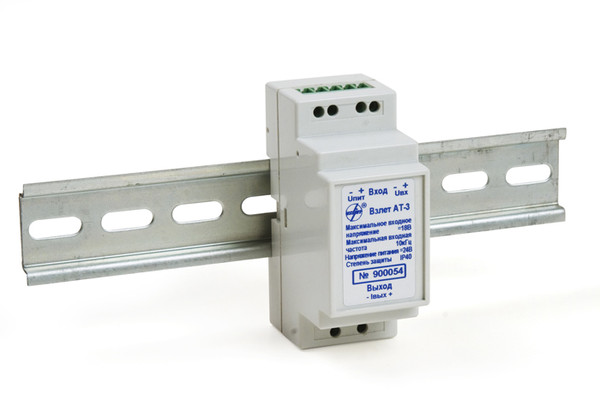 - + Вход - +
Uпит Uвх
® Взлет АТ-3
Максимальное входное
напряжение =18В
Максимальная входная
частота 10кГц
Напряжение питания =24В
Степень защиты IP40
№ 900054
Выход
- Iвых +